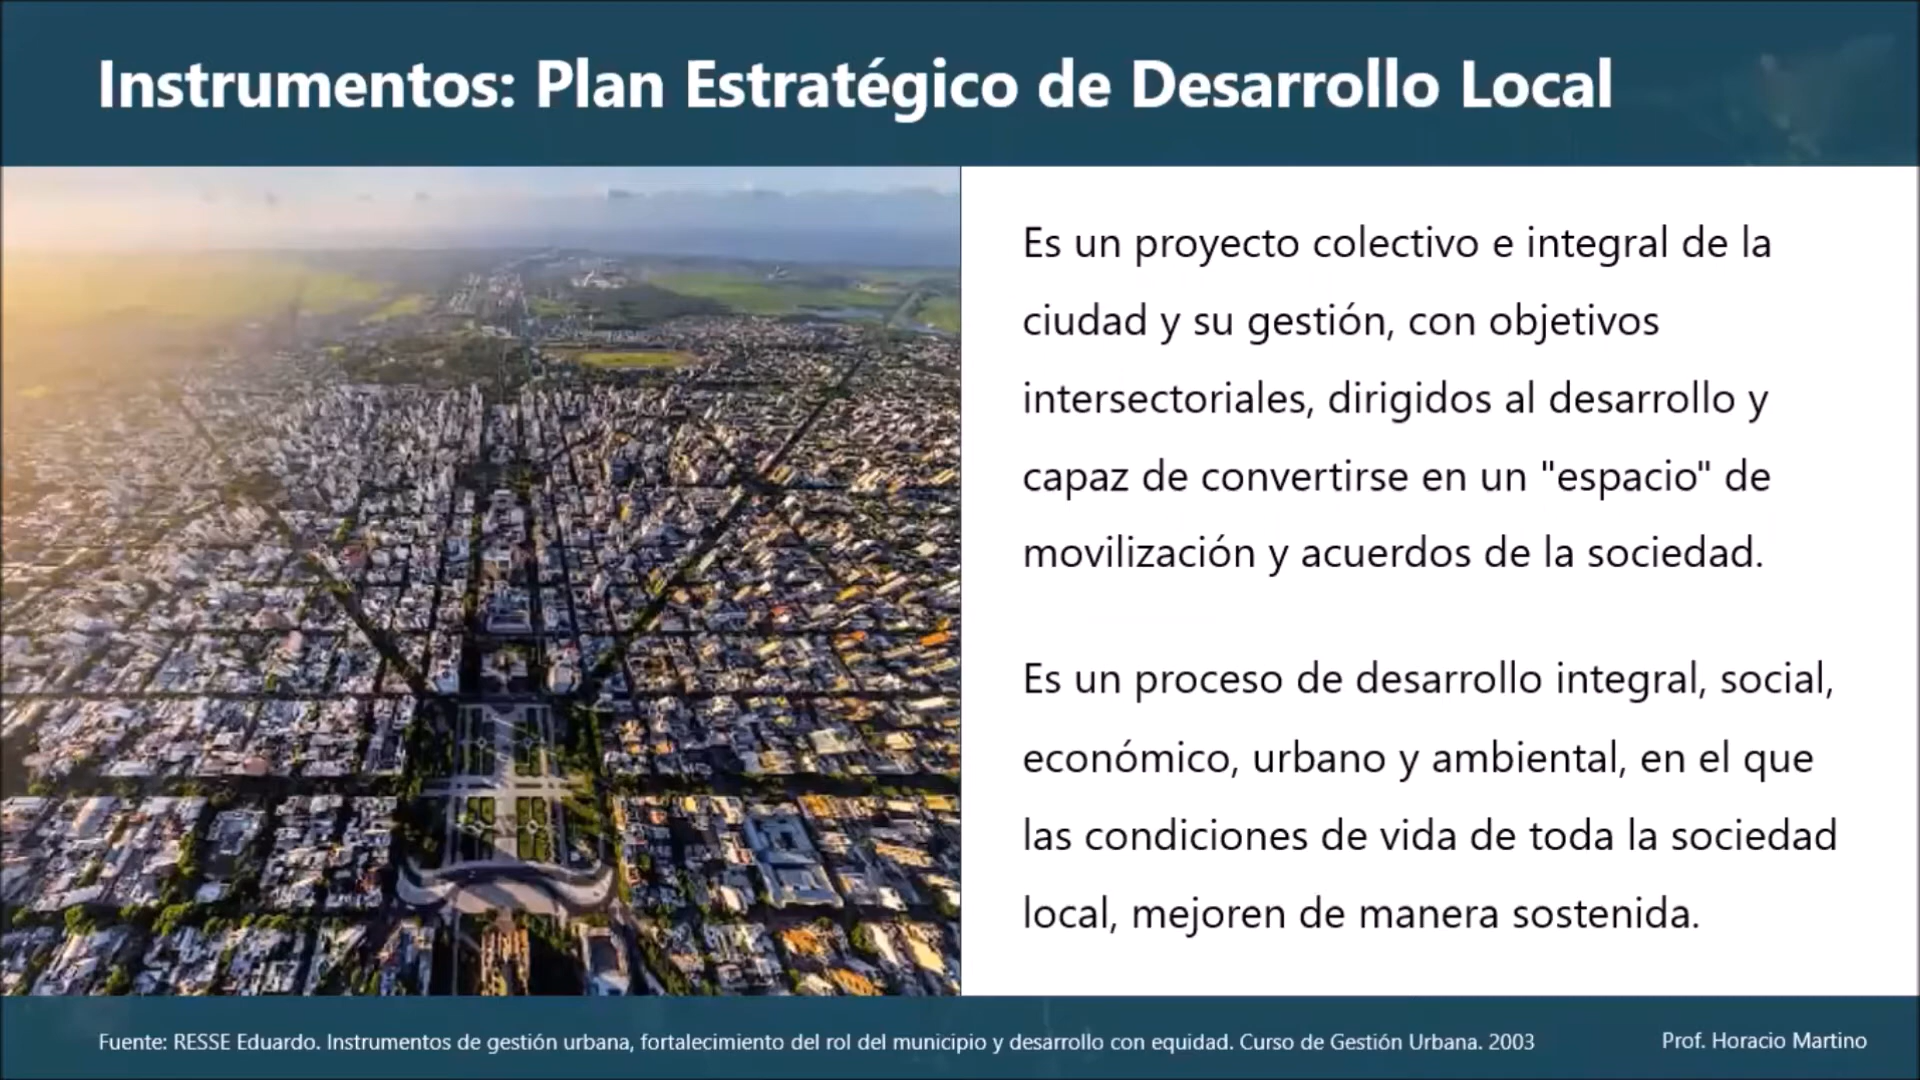 Instrumentos: Plan Estratégico de Desarrollo Local
Es un proyecto colectivo e integral de la
ciudad y su gestión, con objetivos
intersectoriales, dirigidos al desarrollo y
capaz de convertirse en un "espacio" de
movilización y acuerdos de la sociedad.
Es un proceso de desarrollo integral, social,
económico, urbano y ambiental, en el que
las condiciones de vida de toda la sociedad
local, mejoren de manera sostenida.
Fuente: RESSE Eduardo. Instrumentos de gestión urbana, fortalecimiento del rol del municipio y desarrollo con equidad. Curso de Gestión Urbana. 2003
Prof. Horacio Martino